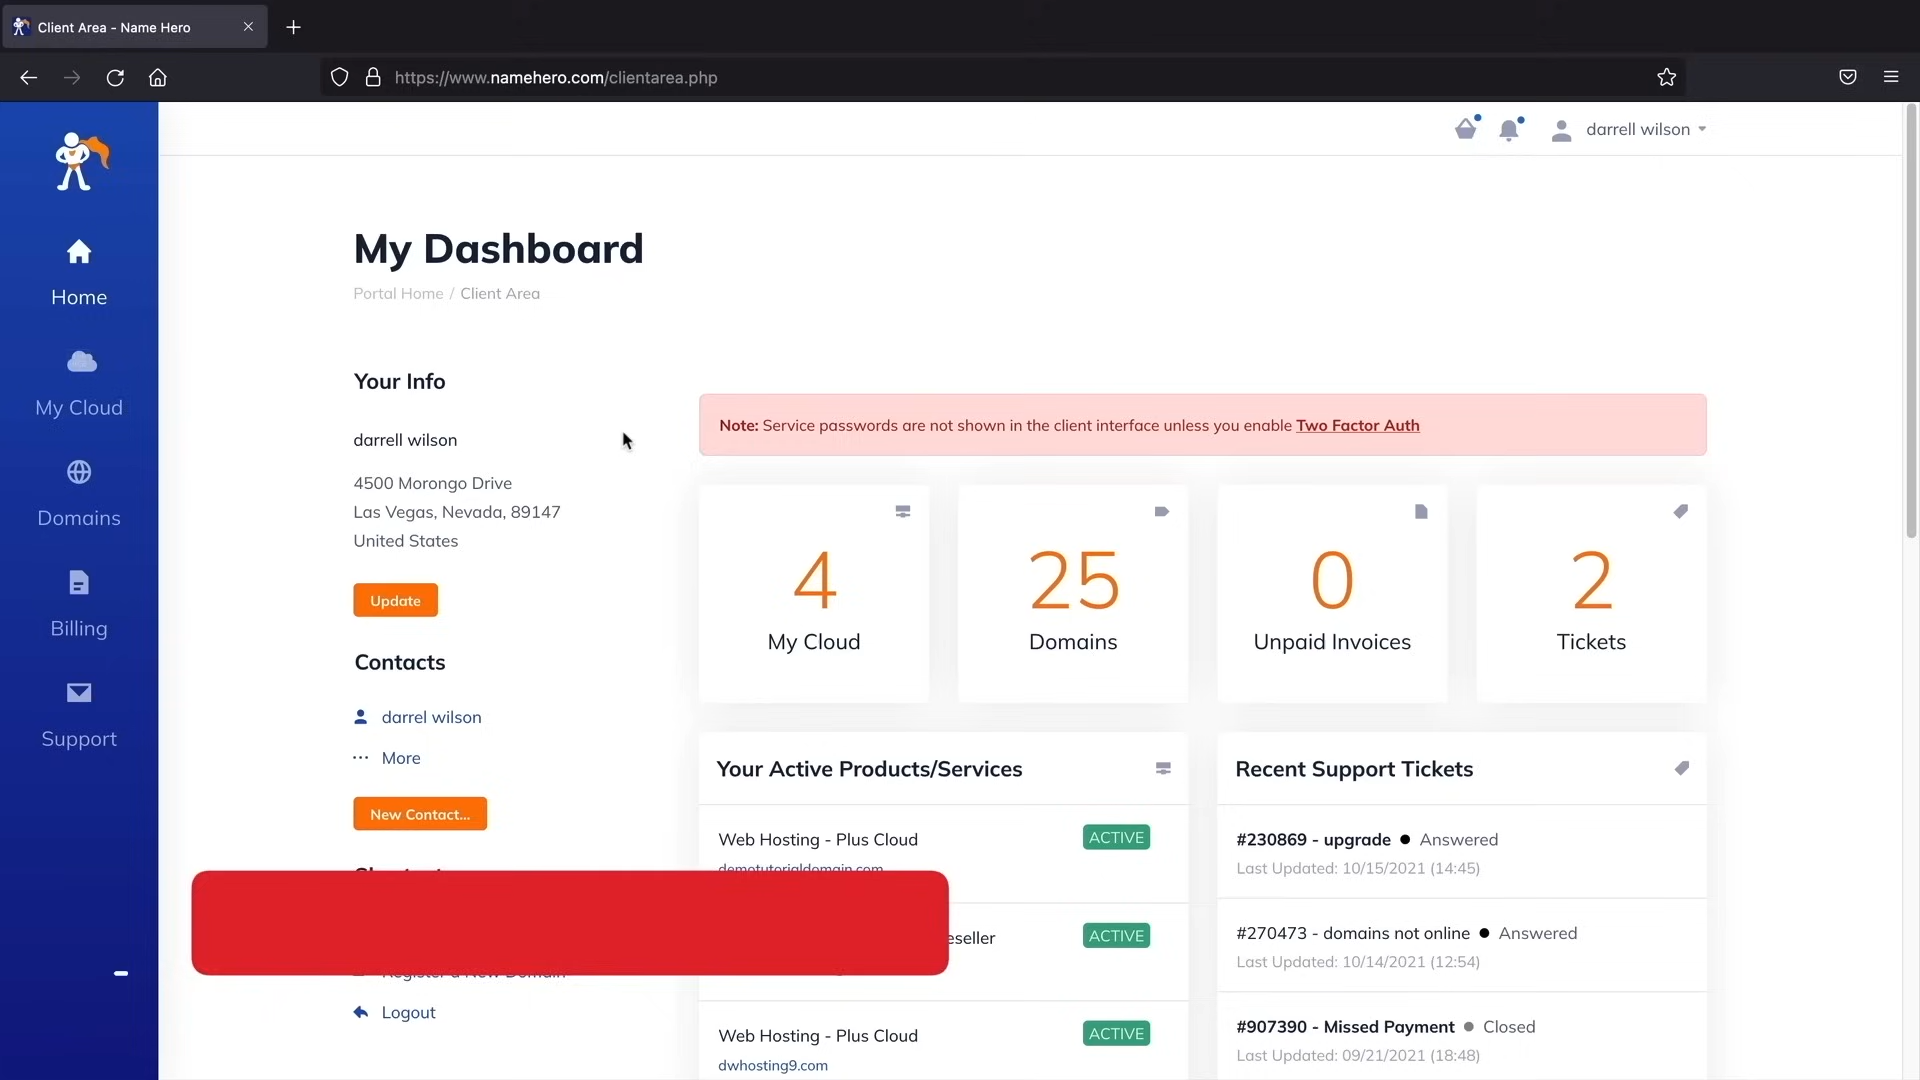 Client Area - Name Hero
https://www.namehero.com/clientarea.php
darrell wilson
Home
My Cloud
Domains
Billing
Support
My Dashboard
Portal Home / Client Area
Your Info
darrell wilson
4500 Morongo Drive
Las Vegas, Nevada, 89147
United States
Update
Contacts
darrel wilson
More
New Contact...
Register a New Domain
Logout
Note: Service passwords are not shown in the client interface unless you enable Two Factor Auth
4
My Cloud
25
Domains
0
Unpaid Invoices
2
Tickets
Your Active Products/Services
Web Hosting - Plus Cloud
ACTIVE
demotutorialdomain.com
eseller
ACTIVE
Web Hosting - Plus Cloud
ACTIVE
dwhosting9.com
Recent Support Tickets
#230869 - upgrade ● Answered
Last Updated: 10/15/2021 (14:45)
#270473 - domains not online ● Answered
Last Updated: 10/14/2021 (12:54)
#907390 - Missed Payment ● Closed
Last Updated: 09/21/2021 (18:48)